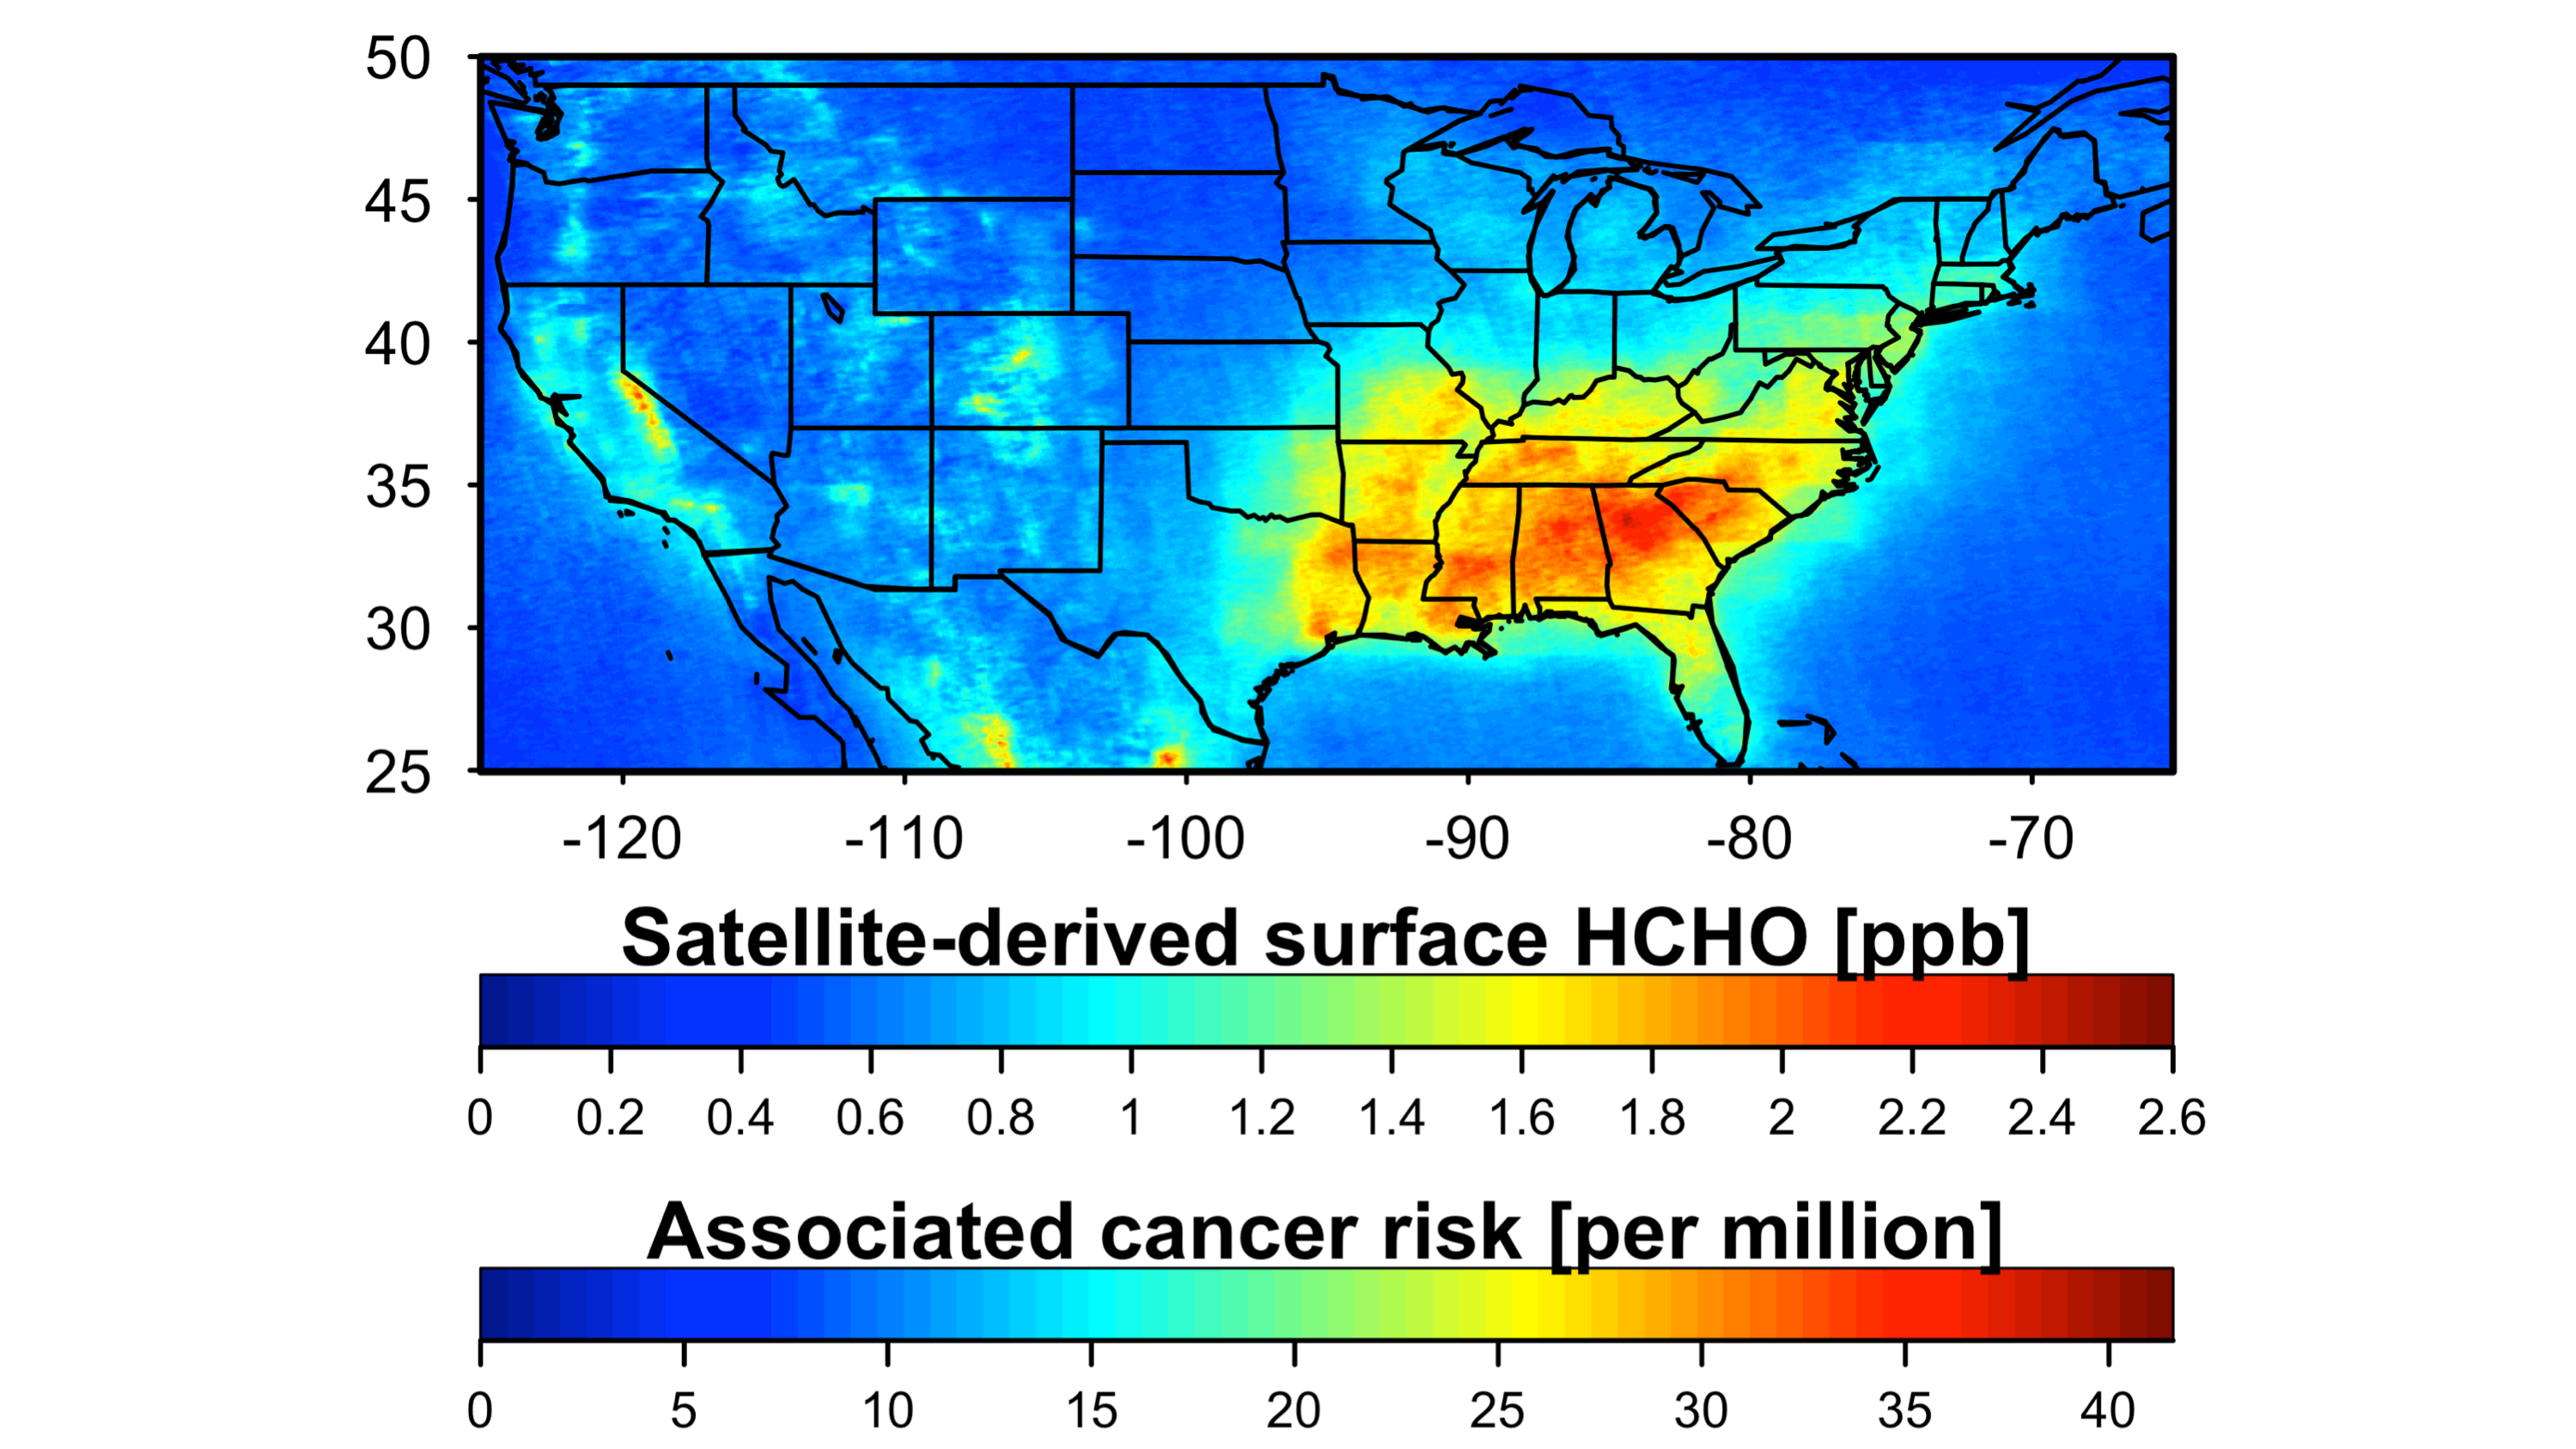 50
45
40
35
30
25
-120 -110 -100 -90 -80 -70
Satellite-derived surface HCHO [ppb]
0 0.2 0.4 0.6 0.8 1 1.2 1.4 1.6 1.8 2 2.2 2.4 2.6
Associated cancer risk [per million]
0 5 10 15 20 25 30 35 40